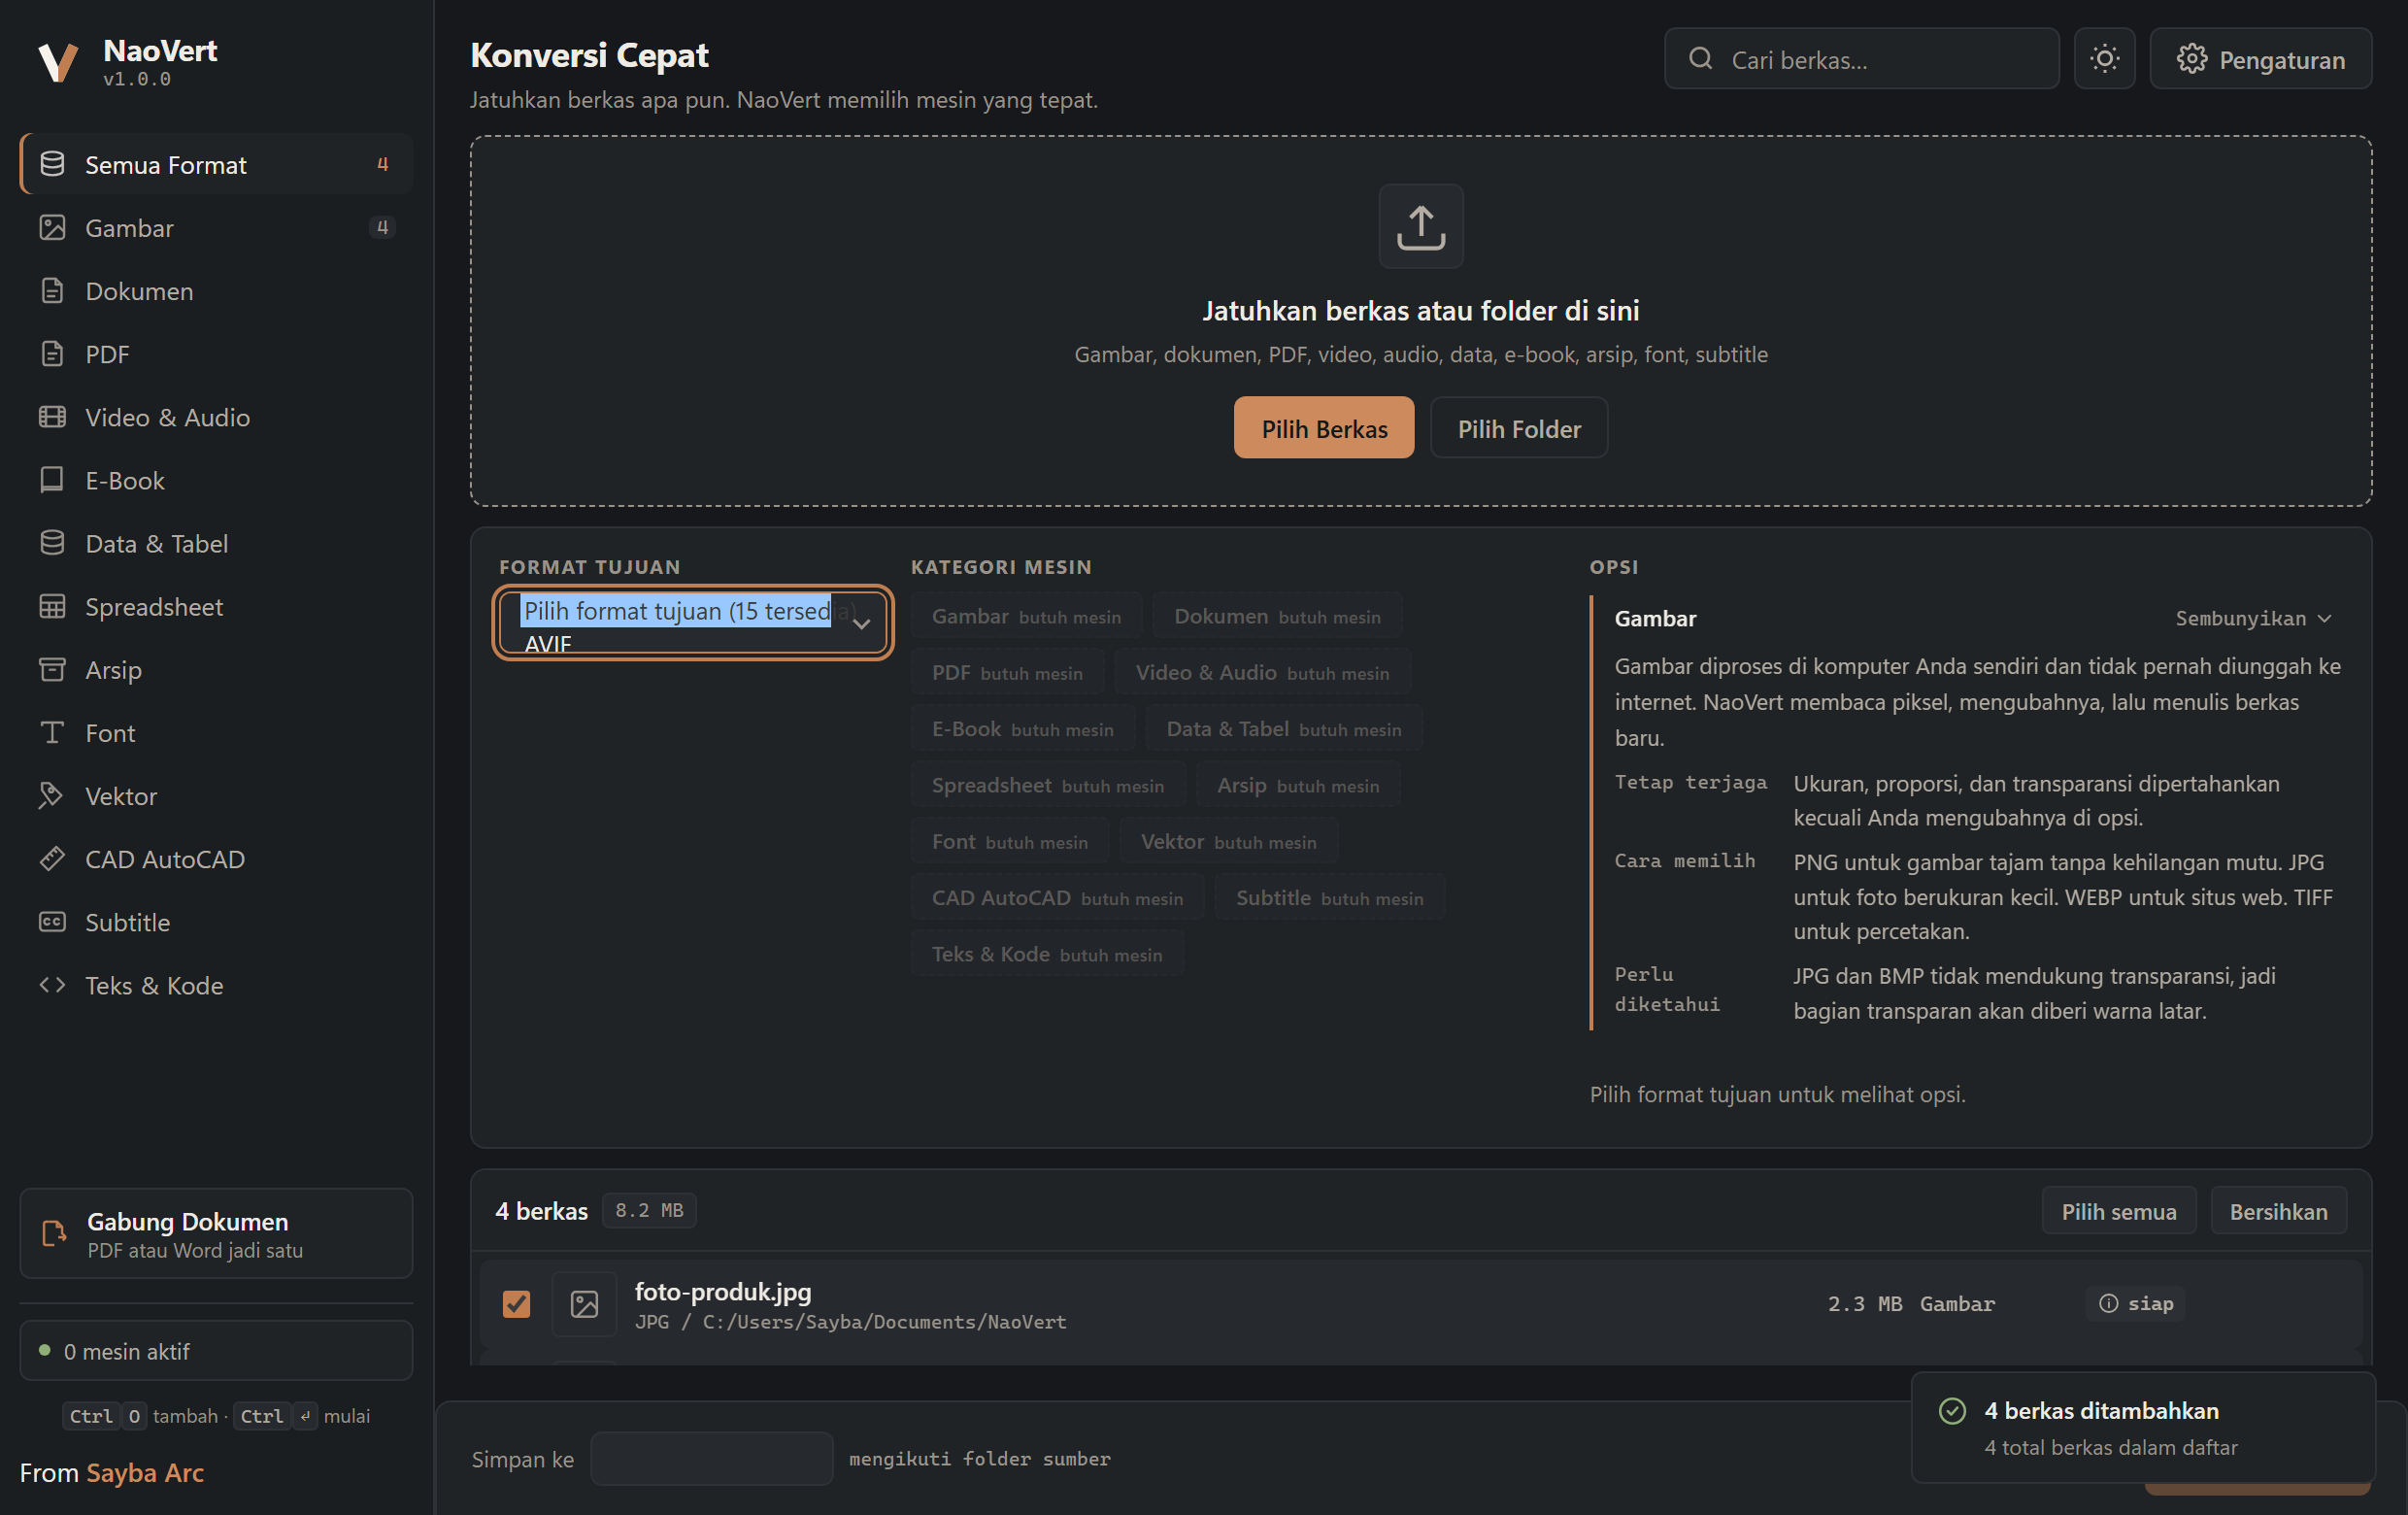 NaoVert
v1.0.0
Semua Format 4
Gambar 4
Dokumen
PDF
Video & Audio
E-Book
Data & Tabel
Spreadsheet
Arsip
Font
Vektor
CAD AutoCAD
Subtitle
Teks & Kode
Gabung Dokumen
PDF atau Word jadi satu
0 mesin aktif
Ctrl O tambah · Ctrl ↵ mulai
From Sayba Arc
Konversi Cepat
Jatuhkan berkas apa pun. NaoVert memilih mesin yang tepat.
Cari berkas...
Pengaturan
Jatuhkan berkas atau folder di sini
Gambar, dokumen, PDF, video, audio, data, e-book, arsip, font, subtitle
Pilih Berkas
Pilih Folder
FORMAT TUJUAN
Pilih format tujuan (15 tersedia)
AVIF
KATEGORI MESIN
Gambar butuh mesin
Dokumen butuh mesin
PDF butuh mesin
Video & Audio butuh mesin
E-Book butuh mesin
Data & Tabel butuh mesin
Spreadsheet butuh mesin
Arsip butuh mesin
Font butuh mesin
Vektor butuh mesin
CAD AutoCAD butuh mesin
Subtitle butuh mesin
Teks & Kode butuh mesin
OPSI
Gambar
Sembunyikan
Gambar diproses di komputer Anda sendiri dan tidak pernah diunggah ke
internet. NaoVert membaca piksel, mengubahnya, lalu menulis berkas
baru.
Tetap terjaga
Ukuran, proporsi, dan transparansi dipertahankan
kecuali Anda mengubahnya di opsi.
Cara memilih
PNG untuk gambar tajam tanpa kehilangan mutu. JPG
untuk foto berukuran kecil. WEBP untuk situs web. TIFF
untuk percetakan.
Perlu
diketahui
JPG dan BMP tidak mendukung transparansi, jadi
bagian transparan akan diberi warna latar.
Pilih format tujuan untuk melihat opsi.
4 berkas 8.2 MB
Pilih semua
Bersihkan
foto-produk.jpg
JPG / C:/Users/Sayba/Documents/NaoVert
2.3 MB Gambar
siap
Simpan ke
mengikuti folder sumber
4 berkas ditambahkan
4 total berkas dalam daftar